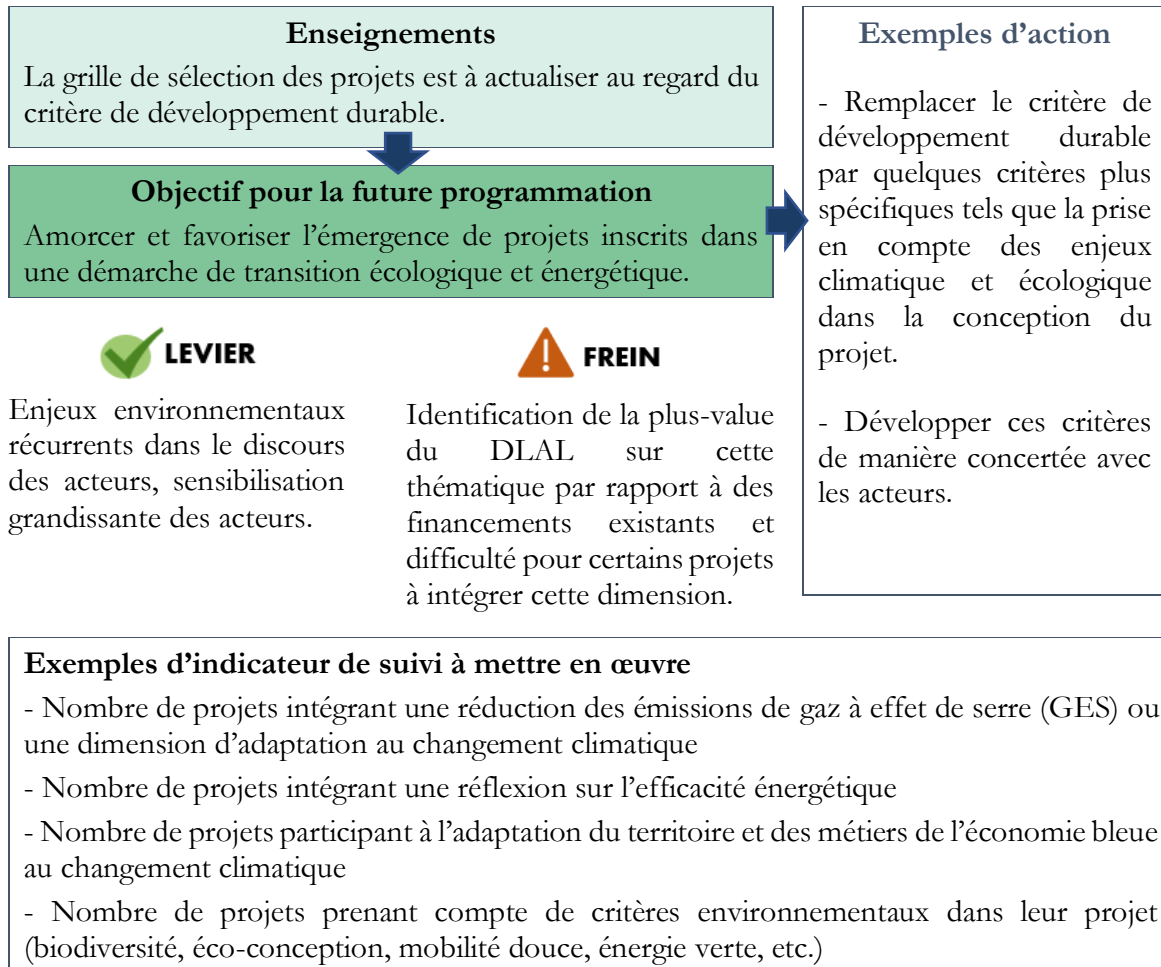 Enseignements
La grille de sélection des projets est à actualiser au regard du
critère de développement durable.
Objectif pour la future programmation
Amorcer et favoriser l’émergence de projets inscrits dans
une démarche de transition écologique et énergétique.
LEVIER
Enjeux environnementaux
récurrents dans le discours
des acteurs, sensibilisation
grandissante des acteurs.
FREIN
Identification de la plus-value
du DLAL sur cette
thématique par rapport à des
financements existants et
difficulté pour certains projets
à intégrer cette dimension.
Exemples d’action
- Remplacer le critère de
développement durable
par quelques critères plus
spécifiques tels que la prise
en compte des enjeux
climatique et écologique
dans la conception du
projet.
- Développer ces critères
de manière concertée avec
les acteurs.
Exemples d’indicateur de suivi à mettre en œuvre
- Nombre de projets intégrant une réduction des émissions de gaz à effet de serre (GES) ou
une dimension d’adaptation au changement climatique
- Nombre de projets intégrant une réflexion sur l’efficacité énergétique
- Nombre de projets participant à l’adaptation du territoire et des métiers de l’économie bleue
au changement climatique
- Nombre de projets prenant compte de critères environnementaux dans leur projet
(biodiversité, éco-conception, mobilité douce, énergie verte, etc.)